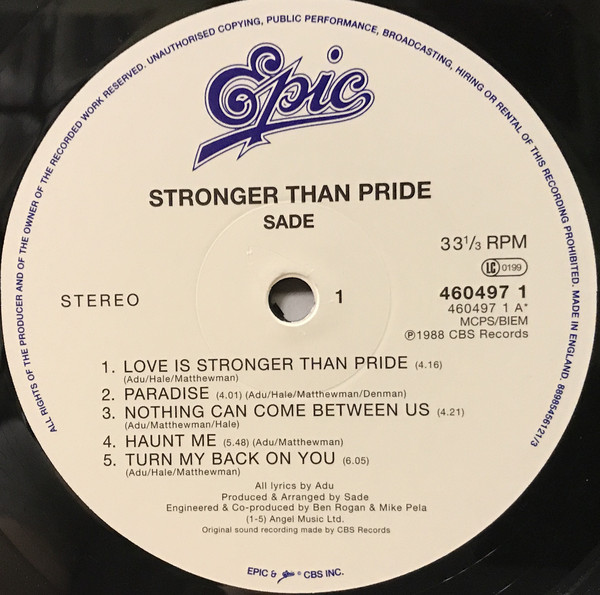 ALL RIGHTS OF THE PRODUCER AND OF THE OWNER OF THE RECORDED WORK RESERVED. UNAUTHORISED COPYING, PUBLIC PERFORMANCE, BROADCASTING, HIRING OR RENTAL OF THIS RECORDING PROHIBITED. MADE IN ENGLAND. 88985456121/3
Epic
STRONGER THAN PRIDE
SADE
33 1/3 RPM
LC 0199
STEREO
1
460497 1
460497 1 A*
MCPS/BIEM
℗1988 CBS Records
1. LOVE IS STRONGER THAN PRIDE (4.16)
(Adu/Hale/Matthewman)
2. PARADISE (4.01) (Adu/Hale/Matthewman/Denman)
3. NOTHING CAN COME BETWEEN US (4.21)
(Adu/Matthewman/Hale)
4. HAUNT ME (5.48) (Adu/Matthewman)
5. TURN MY BACK ON YOU (6.05)
(Adu/Hale/Matthewman)
All lyrics by Adu
Produced & Arranged by Sade
Engineered & Co-produced by Ben Rogan & Mike Pela
(1-5) Angel Music Ltd.
Original sound recording made by CBS Records
EPIC & Epic ® CBS INC.